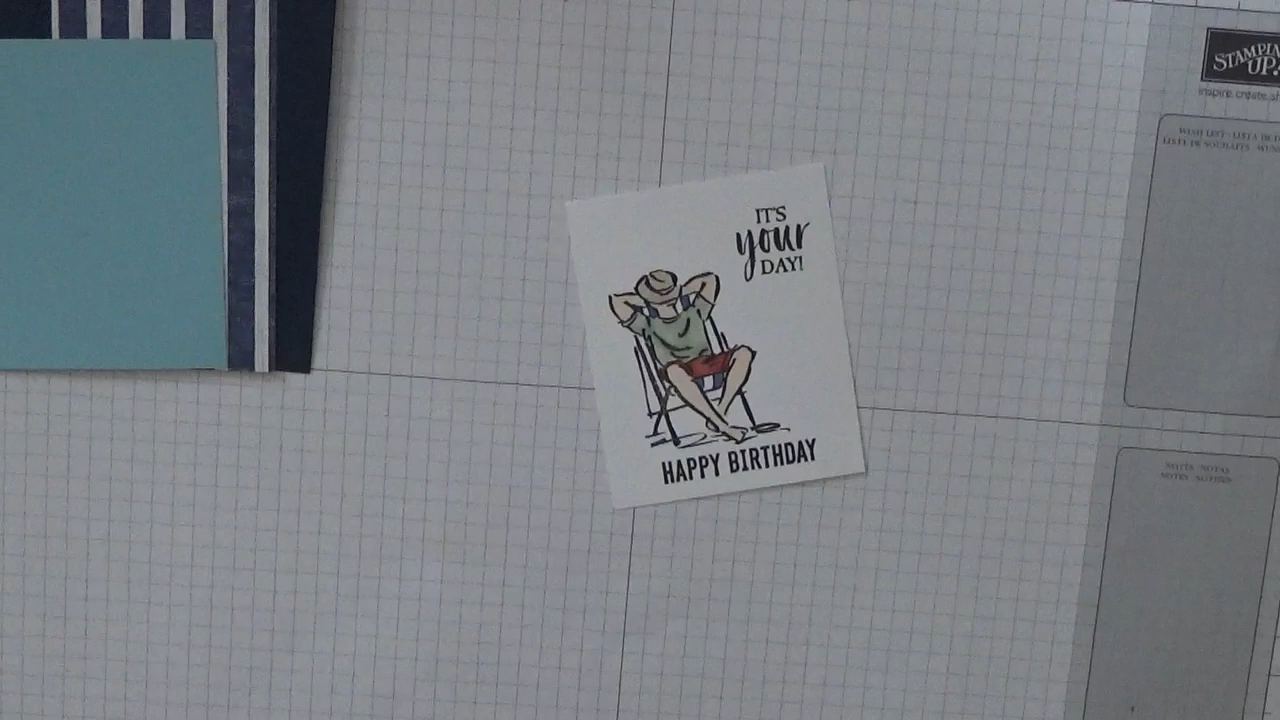 STAMPIN
UP!
inspire.create.sh
WISH LIST · LISTA DE
LISTE DE SOUHAITS · WUN
IT'S
your
DAY!
HAPPY BIRTHDAY
NOTES · NOTAS
NOTES · NOTIZEN